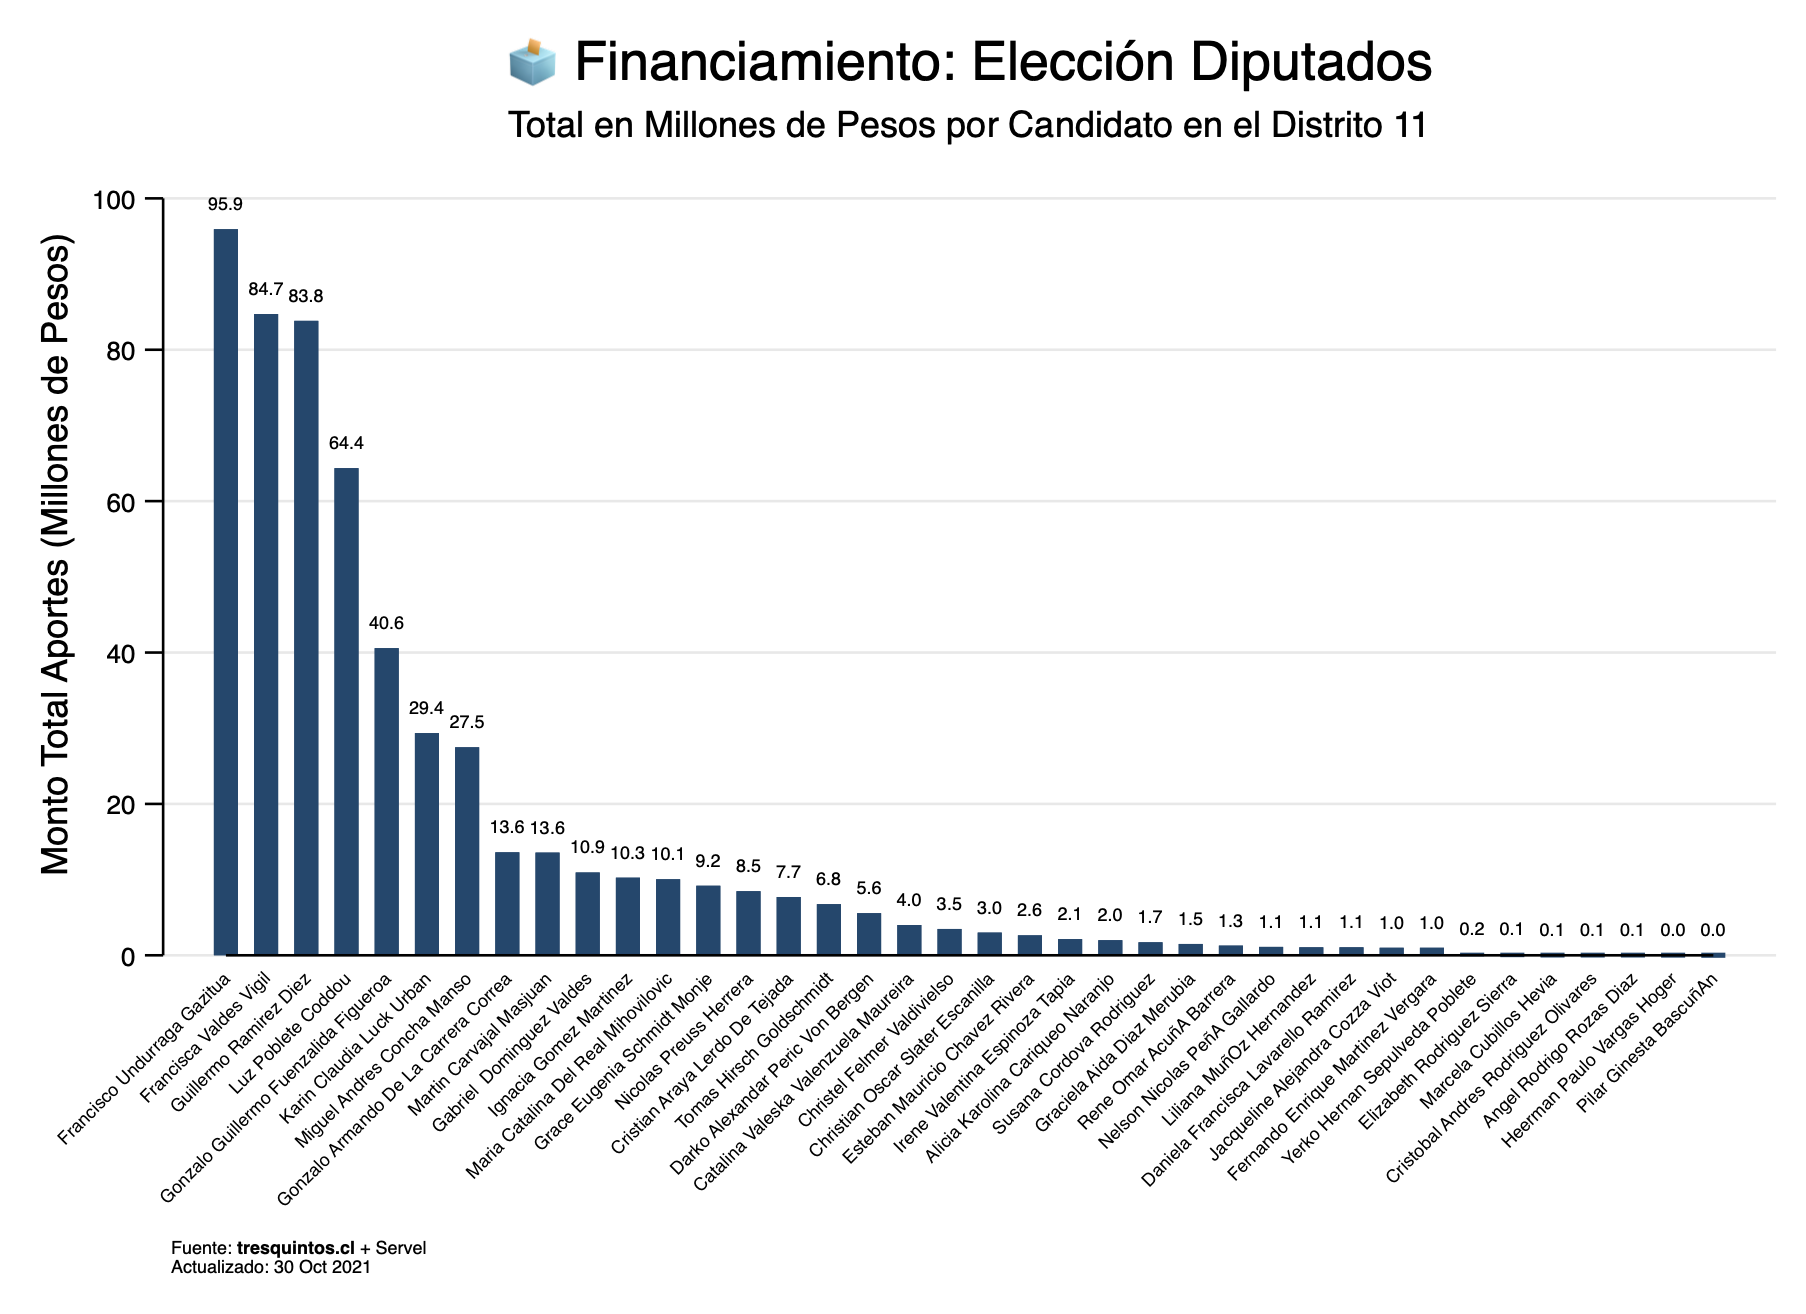 Financiamiento: Elección Diputados
Total en Millones de Pesos por Candidato en el Distrito 11
Monto Total Aportes (Millones de Pesos)
100
80
60
40
20
0
95.9
84.7
83.8
64.4
40.6
29.4
27.5
13.6
13.6
10.9
10.3
10.1
9.2
8.5
7.7
6.8
5.6
4.0
3.5
3.0
2.6
2.1
2.0
1.7
1.5
1.3
1.1
1.1
1.1
1.0
1.0
0.2
0.1
0.1
0.1
0.1
0.0
0.0
Francisco Undurraga Gazitua
Francisca Valdes Vigil
Guillermo Ramirez Diez
Luz Poblete Coddou
Gonzalo Guillermo Fuenzalida Figueroa
Karin Claudia Luck Urban
Miguel Andres Concha Manso
Gonzalo Armando De La Carrera Correa
Martin Carvajal Masjuan
Gabriel Dominguez Valdes
Ignacia Gomez Martinez
Maria Catalina Del Real Mihovilovic
Grace Eugenia Schmidt Monje
Nicolas Preuss Herrera
Cristian Araya Lerdo De Tejada
Tomas Hirsch Goldschmidt
Darko Alexandar Peric Von Bergen
Catalina Valeska Valenzuela Maureira
Christel Felmer Valdivielso
Christian Oscar Slater Escanilla
Esteban Mauricio Chavez Rivera
Irene Valentina Espinoza Tapia
Alicia Karolina Cariqueo Naranjo
Susana Cordova Rodriguez
Graciela Aida Diaz Merubia
Rene Omar AcuñA Barrera
Nelson Nicolas PeñA Gallardo
Liliana MuñOz Hernandez
Daniela Francisca Lavarello Ramirez
Jacqueline Alejandra Cozza Viot
Fernando Enrique Martinez Vergara
Yerko Hernan Sepulveda Poblete
Elizabeth Rodriguez Sierra
Marcela Cubillos Hevia
Cristobal Andres Rodriguez Olivares
Angel Rodrigo Rozas Diaz
Heerman Paulo Vargas Hoger
Pilar Ginesta BascuñAn
Fuente: tresquintos.cl + Servel
Actualizado: 30 Oct 2021